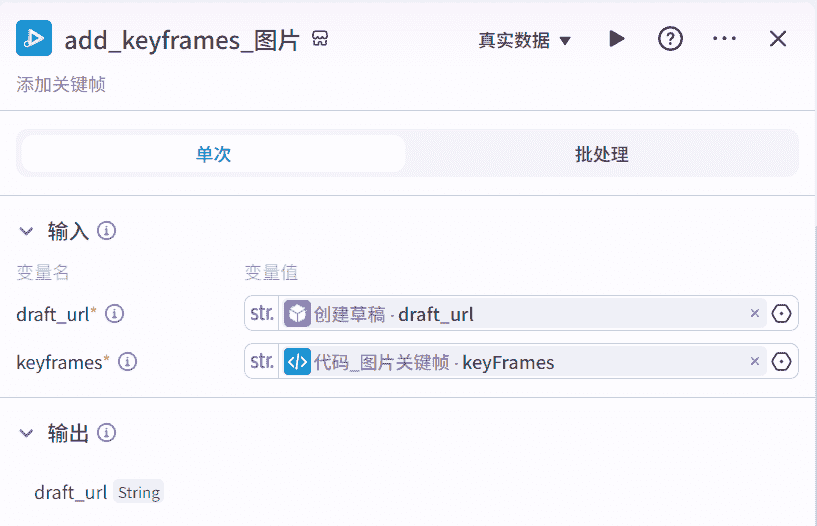 add_keyframes_图片 真实数据
添加关键帧
单次 批处理
输入
变量名 变量值
draft_url* str. 创建草稿 · draft_url
keyframes* str. 代码_图片关键帧 · keyFrames
输出
draft_url String